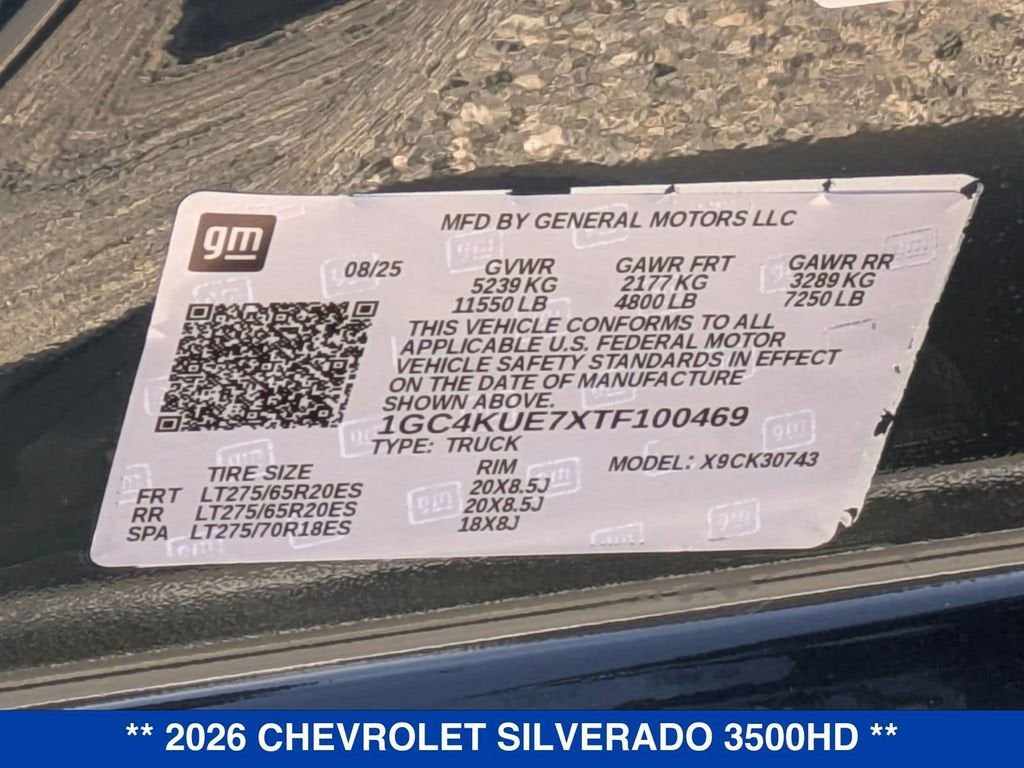 gm
MFD BY GENERAL MOTORS LLC
08/25
GVWR GAWR FRT GAWR RR
5239 KG 2177 KG 3289 KG
11550 LB 4800 LB 7250 LB
THIS VEHICLE CONFORMS TO ALL
APPLICABLE U.S. FEDERAL MOTOR
VEHICLE SAFETY STANDARDS IN EFFECT
ON THE DATE OF MANUFACTURE
SHOWN ABOVE.
1GC4KUE7XTF100469
TYPE: TRUCK
MODEL: X9CK30743
TIRE SIZE RIM
FRT LT275/65R20ES 20X8.5J
RR LT275/65R20ES 20X8.5J
SPA LT275/70R18ES 18X8J
** 2026 CHEVROLET SILVERADO 3500HD **